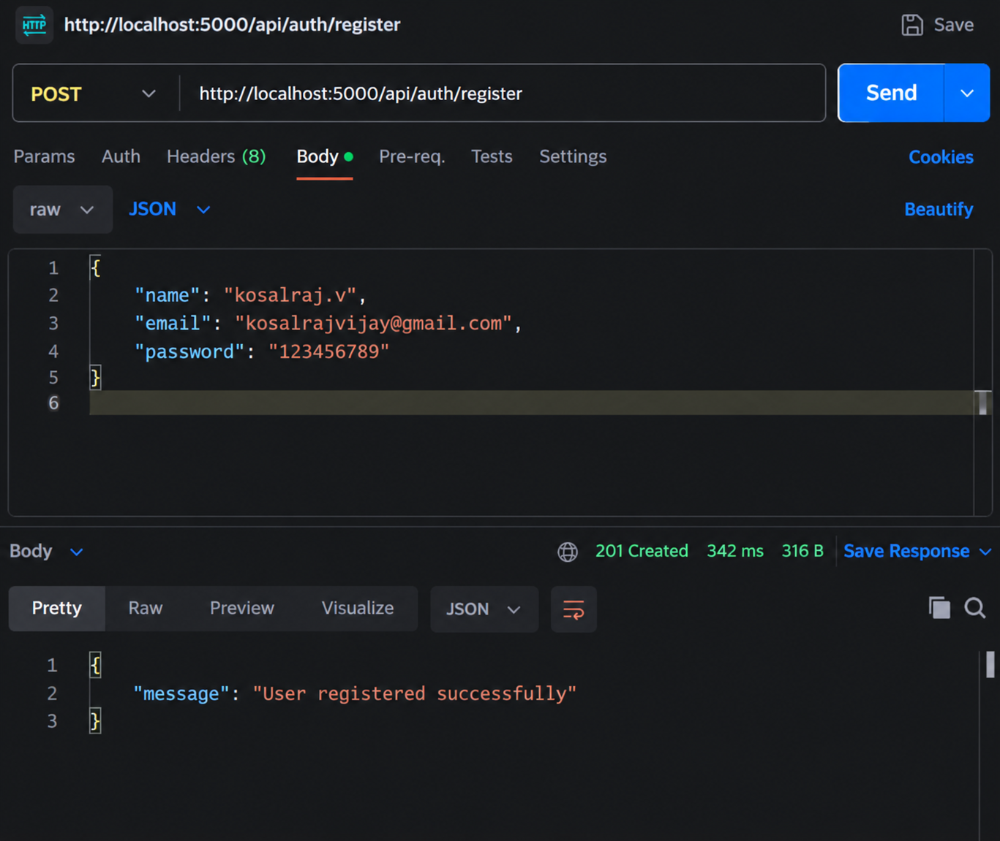 HTTP http://localhost:5000/api/auth/register Save
POST http://localhost:5000/api/auth/register Send
Params Auth Headers (8) Body Pre-req. Tests Settings Cookies
raw JSON Beautify
1 {
2 "name": "kosalraj.v",
3 "email": "kosalrajvijay@gmail.com",
4 "password": "123456789"
5 }
6
Body 201 Created 342 ms 316 B Save Response
Pretty Raw Preview Visualize JSON
1 {
2 "message": "User registered successfully"
3 }